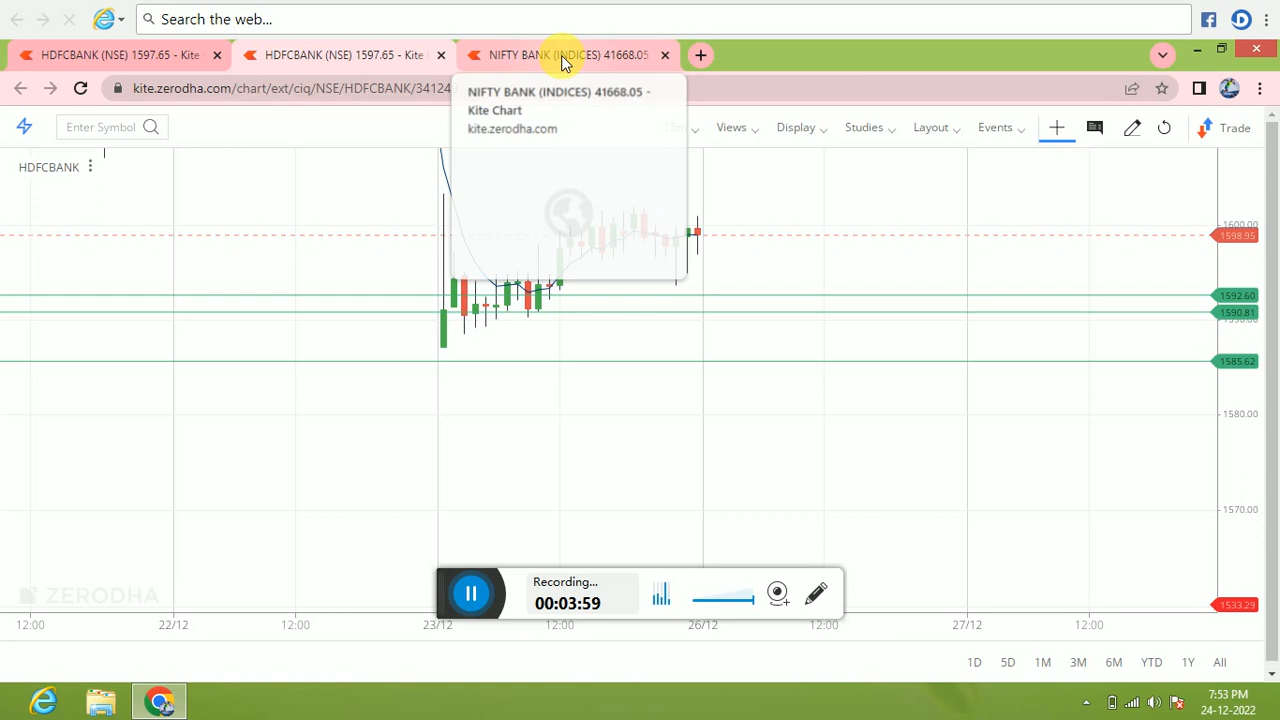 Search the web...
HDFCBANK (NSE) 1597.65 - Kite
HDFCBANK (NSE) 1597.65 - Kite
NIFTY BANK (INDICES) 41668.05
kite.zerodha.com/chart/ext/ciq/NSE/HDFCBANK/34124
NIFTY BANK (INDICES) 41668.05 -
Kite Chart
kite.zerodha.com
Enter Symbol
Views
Display
Studies
Layout
Events
Trade
HDFCBANK
1600.00
1598.95
1592.60
1590.81
1585.62
1580.00
1570.00
1533.29
ZERODHA
Recording...
00:03:59
12:00
22/12
12:00
23/12
12:00
26/12
12:00
27/12
12:00
1D
5D
1M
3M
6M
YTD
1Y
All
7:53 PM
24-12-2022